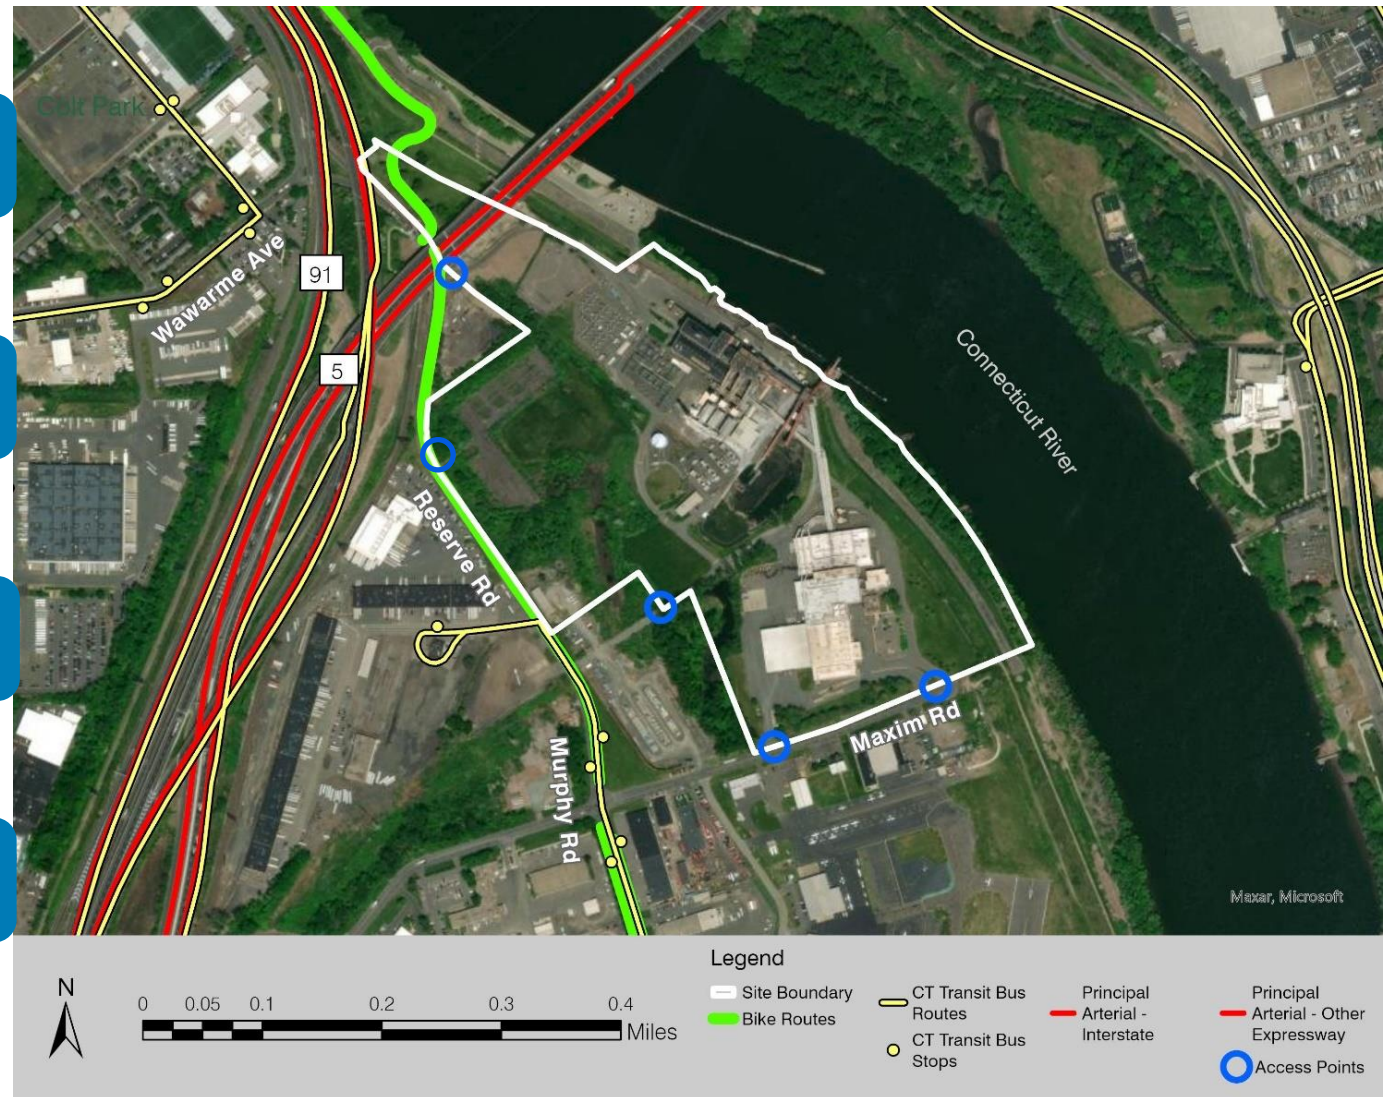 Colt Park
Wawarme Ave
91
5
Reserve Rd
Murphy Rd
Maxim Rd
Connecticut River
Maxar, Microsoft
N
0 0.05 0.1 0.2 0.3 0.4
Miles
Legend
Site Boundary
Bike Routes
CT Transit Bus
Routes
CT Transit Bus
Stops
Principal
Arterial -
Interstate
Principal
Arterial - Other
Expressway
Access Points